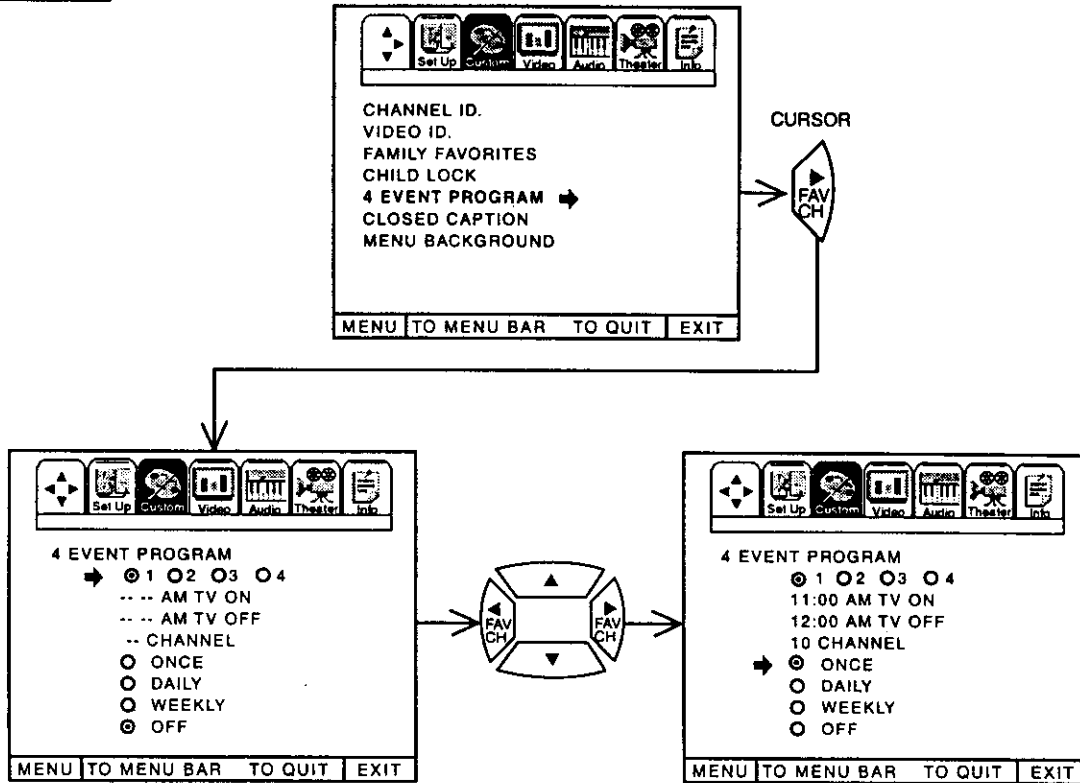 Set Up Custom Video Audio Theater Info
CHANNEL ID.
VIDEO ID.
FAMILY FAVORITES
CHILD LOCK
4 EVENT PROGRAM
CLOSED CAPTION
MENU BACKGROUND
MENU TO MENU BAR TO QUIT EXIT
CURSOR
FAV
CH
Set Up Custom Video Audio Theater Info
4 EVENT PROGRAM
1 2 3 4
-- -- AM TV ON
-- -- AM TV OFF
-- CHANNEL
ONCE
DAILY
WEEKLY
OFF
MENU TO MENU BAR TO QUIT EXIT
FAV
CH
FAV
CH
Set Up Custom Video Audio Theater Info
4 EVENT PROGRAM
1 2 3 4
11:00 AM TV ON
12:00 AM TV OFF
10 CHANNEL
ONCE
DAILY
WEEKLY
OFF
MENU TO MENU BAR TO QUIT EXIT